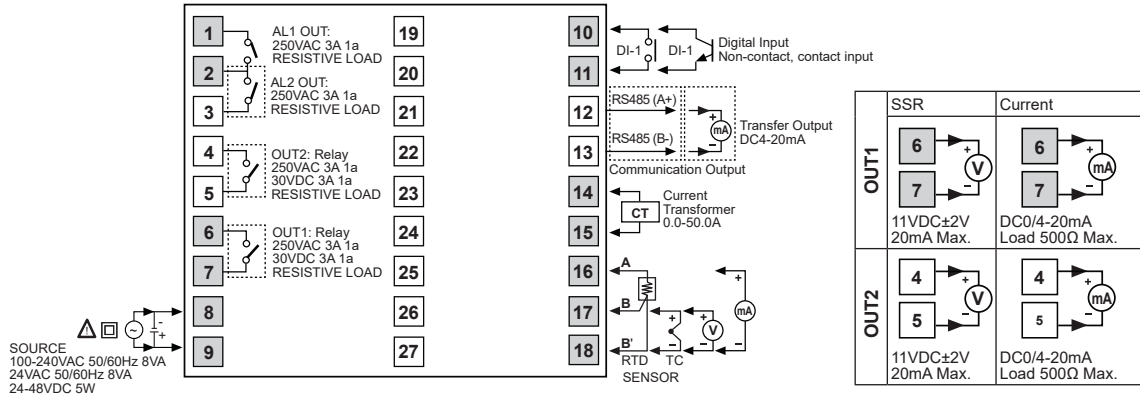 1
AL1 OUT:
250VAC 3A 1a
RESISTIVE LOAD
2
AL2 OUT:
250VAC 3A 1a
RESISTIVE LOAD
3
4
OUT2: Relay
250VAC 3A 1a
30VDC 3A 1a
RESISTIVE LOAD
5
6
OUT1: Relay
250VAC 3A 1a
30VDC 3A 1a
RESISTIVE LOAD
7
8
9
SOURCE
100-240VAC 50/60Hz 8VA
24VAC 50/60Hz 8VA
24-48VDC 5W
- 
+
19
20
21
22
23
24
25
26
27
10
11
DI-1
DI-1
Digital Input
Non-contact, contact input
12
RS485 (A+)
13
RS485 (B-)
Communication Output
+
mA
−
Transfer Output
DC4-20mA
14
15
CT
Current
Transformer
0.0-50.0A
16
A
17
B
18
B'
RTD
+
−
TC
+
V
−
+
mA
−
SENSOR
SSR
Current
OUT1
6
7
+
V
−
11VDC±2V
20mA Max.
6
7
+
mA
−
DC0/4-20mA
Load 500Ω Max.
OUT2
4
5
+
V
−
11VDC±2V
20mA Max.
4
5
+
mA
−
DC0/4-20mA
Load 500Ω Max.